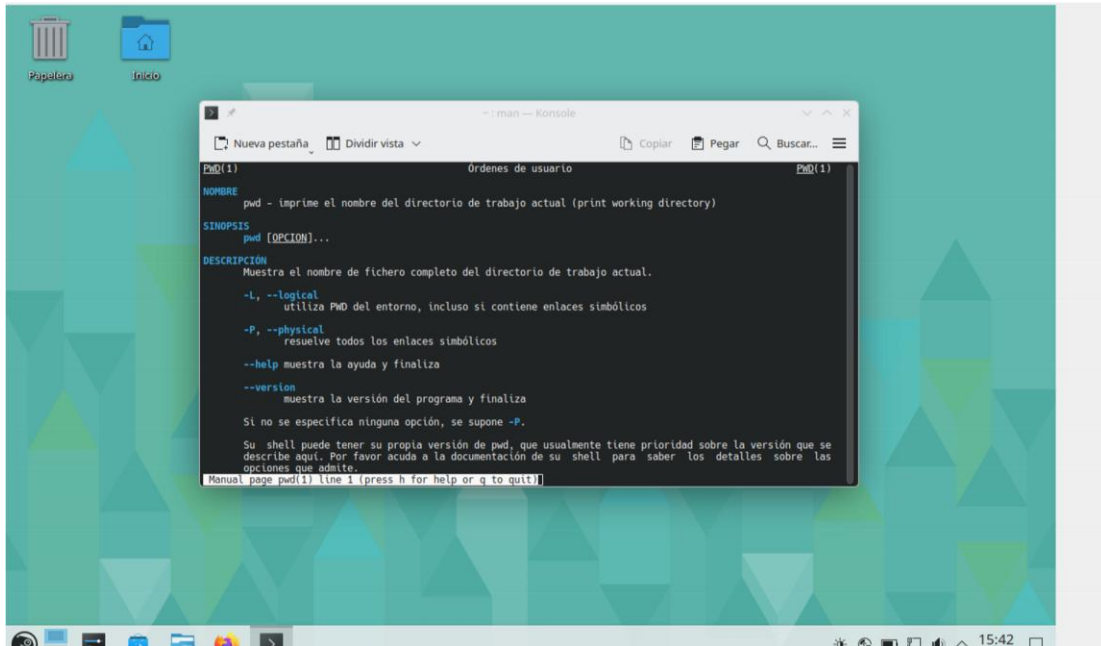 Papelera
Inicio
~ : man — Konsole
Nueva pestaña
Dividir vista
Copiar
Pegar
Buscar...
PWD(1) Órdenes de usuario PWD(1)
NOMBRE
pwd - imprime el nombre del directorio de trabajo actual (print working directory)
SINOPSIS
pwd [OPCION]...
DESCRIPCIÓN
Muestra el nombre de fichero completo del directorio de trabajo actual.
-L, --logical
utiliza PWD del entorno, incluso si contiene enlaces simbólicos
-P, --physical
resuelve todos los enlaces simbólicos
--help muestra la ayuda y finaliza
--version
muestra la versión del programa y finaliza
Si no se especifica ninguna opción, se supone -P.
Su shell puede tener su propia versión de pwd, que usualmente tiene prioridad sobre la versión que se
describe aquí. Por favor acuda a la documentación de su shell para saber los detalles sobre las
opciones que admite.
Manual page pwd(1) line 1 (press h for help or q to quit)
15:42